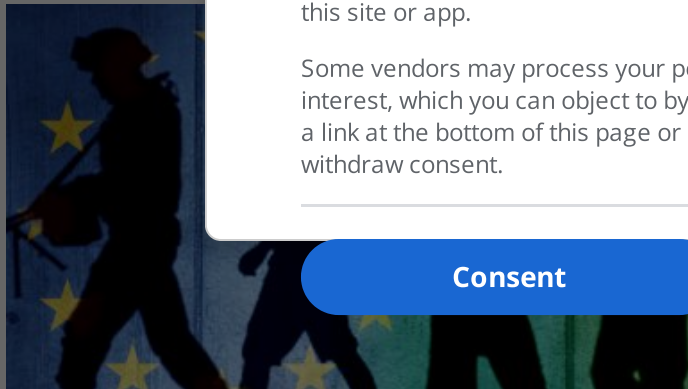 this site or app.
Some vendors may process your
interest, which you can object to by
a link at the bottom of this page or
withdraw consent.
Consent